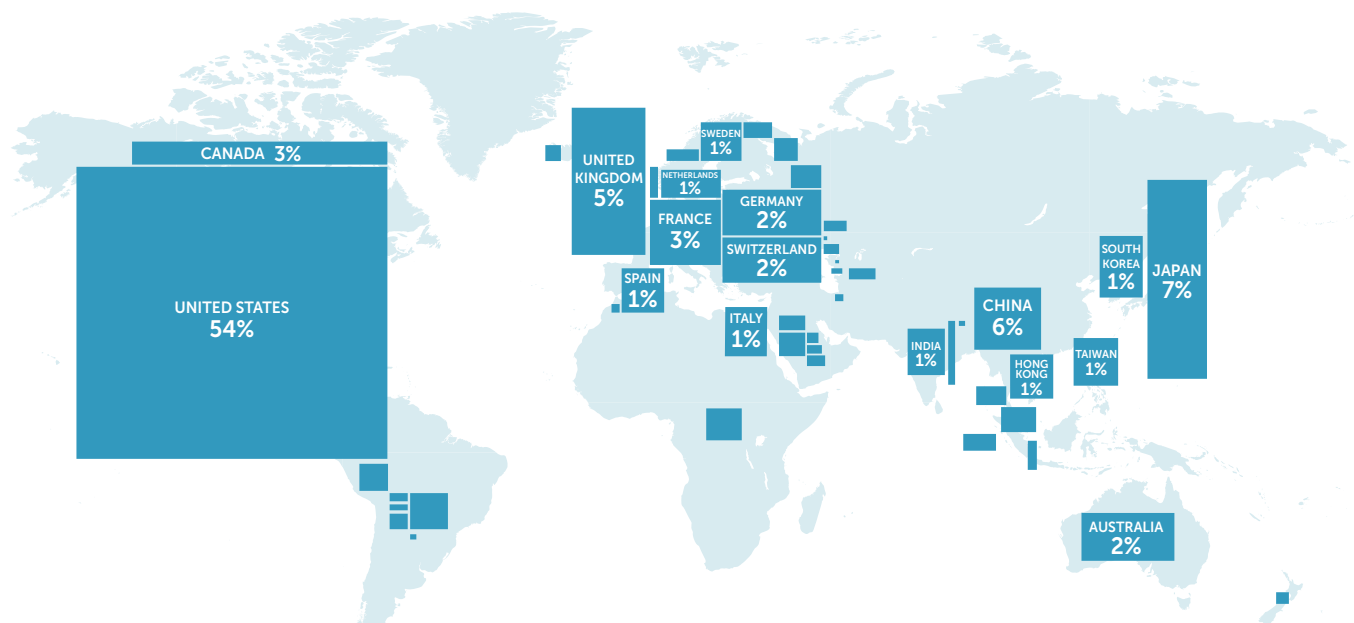 CANADA 3%
UNITED STATES
54%
UNITED
KINGDOM
5%
SWEDEN
1%
NETHERLANDS
1%
FRANCE
3%
GERMANY
2%
SWITZERLAND
2%
SPAIN
1%
ITALY
1%
INDIA
1%
CHINA
6%
HONG
KONG
1%
TAIWAN
1%
SOUTH
KOREA
1%
JAPAN
7%
AUSTRALIA
2%